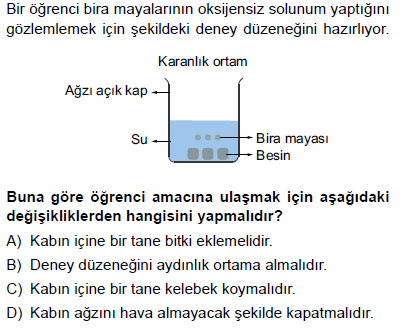 Bir öğrenci bira mayalarının oksijensiz solunum yaptığını
gözlemlemek için şekildeki deney düzeneğini hazırlıyor.
Karanlık ortam
Ağzı açık kap
Su
Bira mayası
Besin
Buna göre öğrenci amacına ulaşmak için aşağıdaki
değişikliklerden hangisini yapmalıdır?
A) Kabın içine bir tane bitki eklemelidir.
B) Deney düzeneğini aydınlık ortama almalıdır.
C) Kabın içine bir tane kelebek koymalıdır.
D) Kabın ağzını hava almayacak şekilde kapatmalıdır.